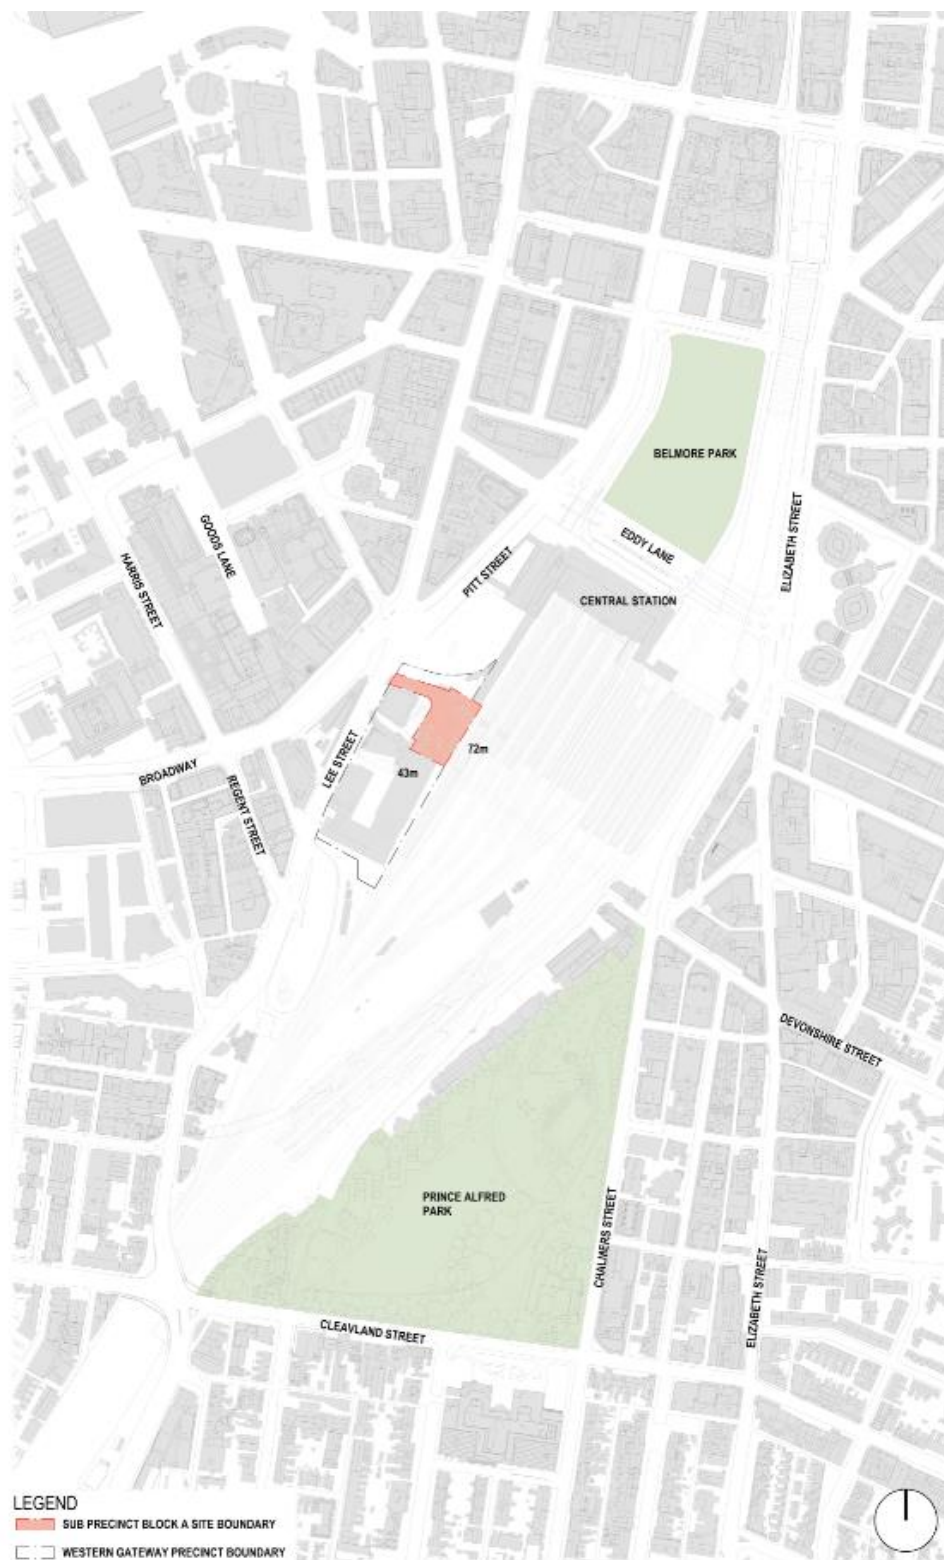 BELMORE PARK
ELIZABETH STREET
EDDY LANE
GOODS LANE
HARRIS STREET
PITT STREET
CENTRAL STATION
LEE STREET
72m
43m
BROADWAY
REGENT STREET
DEVONSHIRE STREET
PRINCE ALFRED
PARK
CHALMERS STREET
ELIZABETH STREET
CLEAVLAND STREET
LEGEND
SUB PRECINCT BLOCK A SITE BOUNDARY
WESTERN GATEWAY PRECINCT BOUNDARY